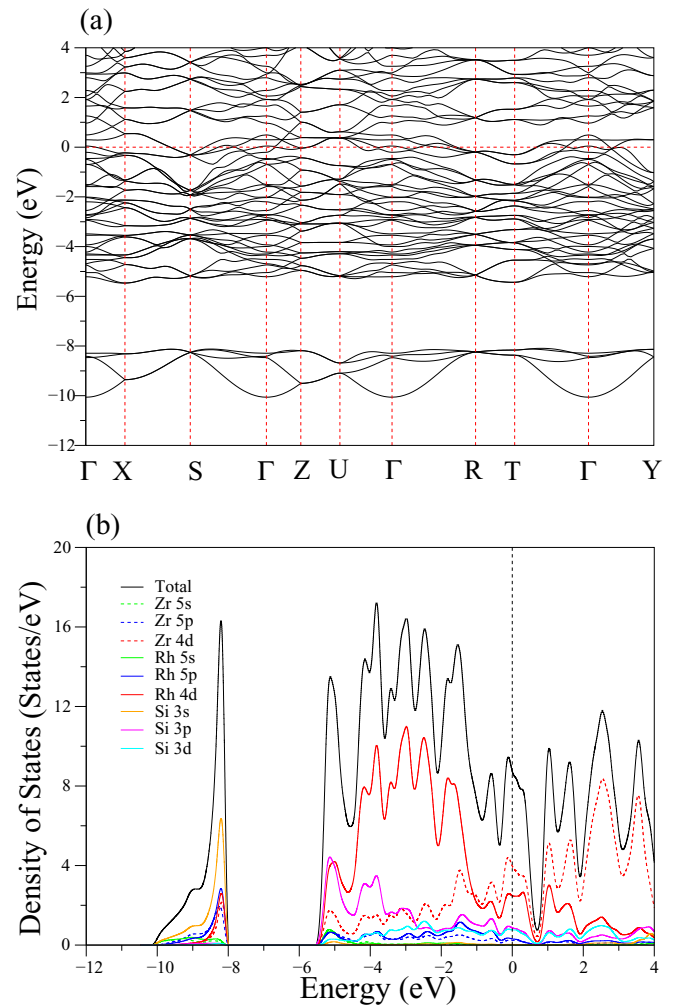 (a)
4
2
0
−2
−4
−6
−8
−10
−12
Energy (eV)
Γ X S Γ Z U Γ R T Γ Y
(b)
20
16
12
8
4
0
Density of States (States/eV)
Total
Zr 5s
Zr 5p
Zr 4d
Rh 5s
Rh 5p
Rh 4d
Si 3s
Si 3p
Si 3d
−12 −10 −8 −6 −4 −2 0 2 4
Energy (eV)